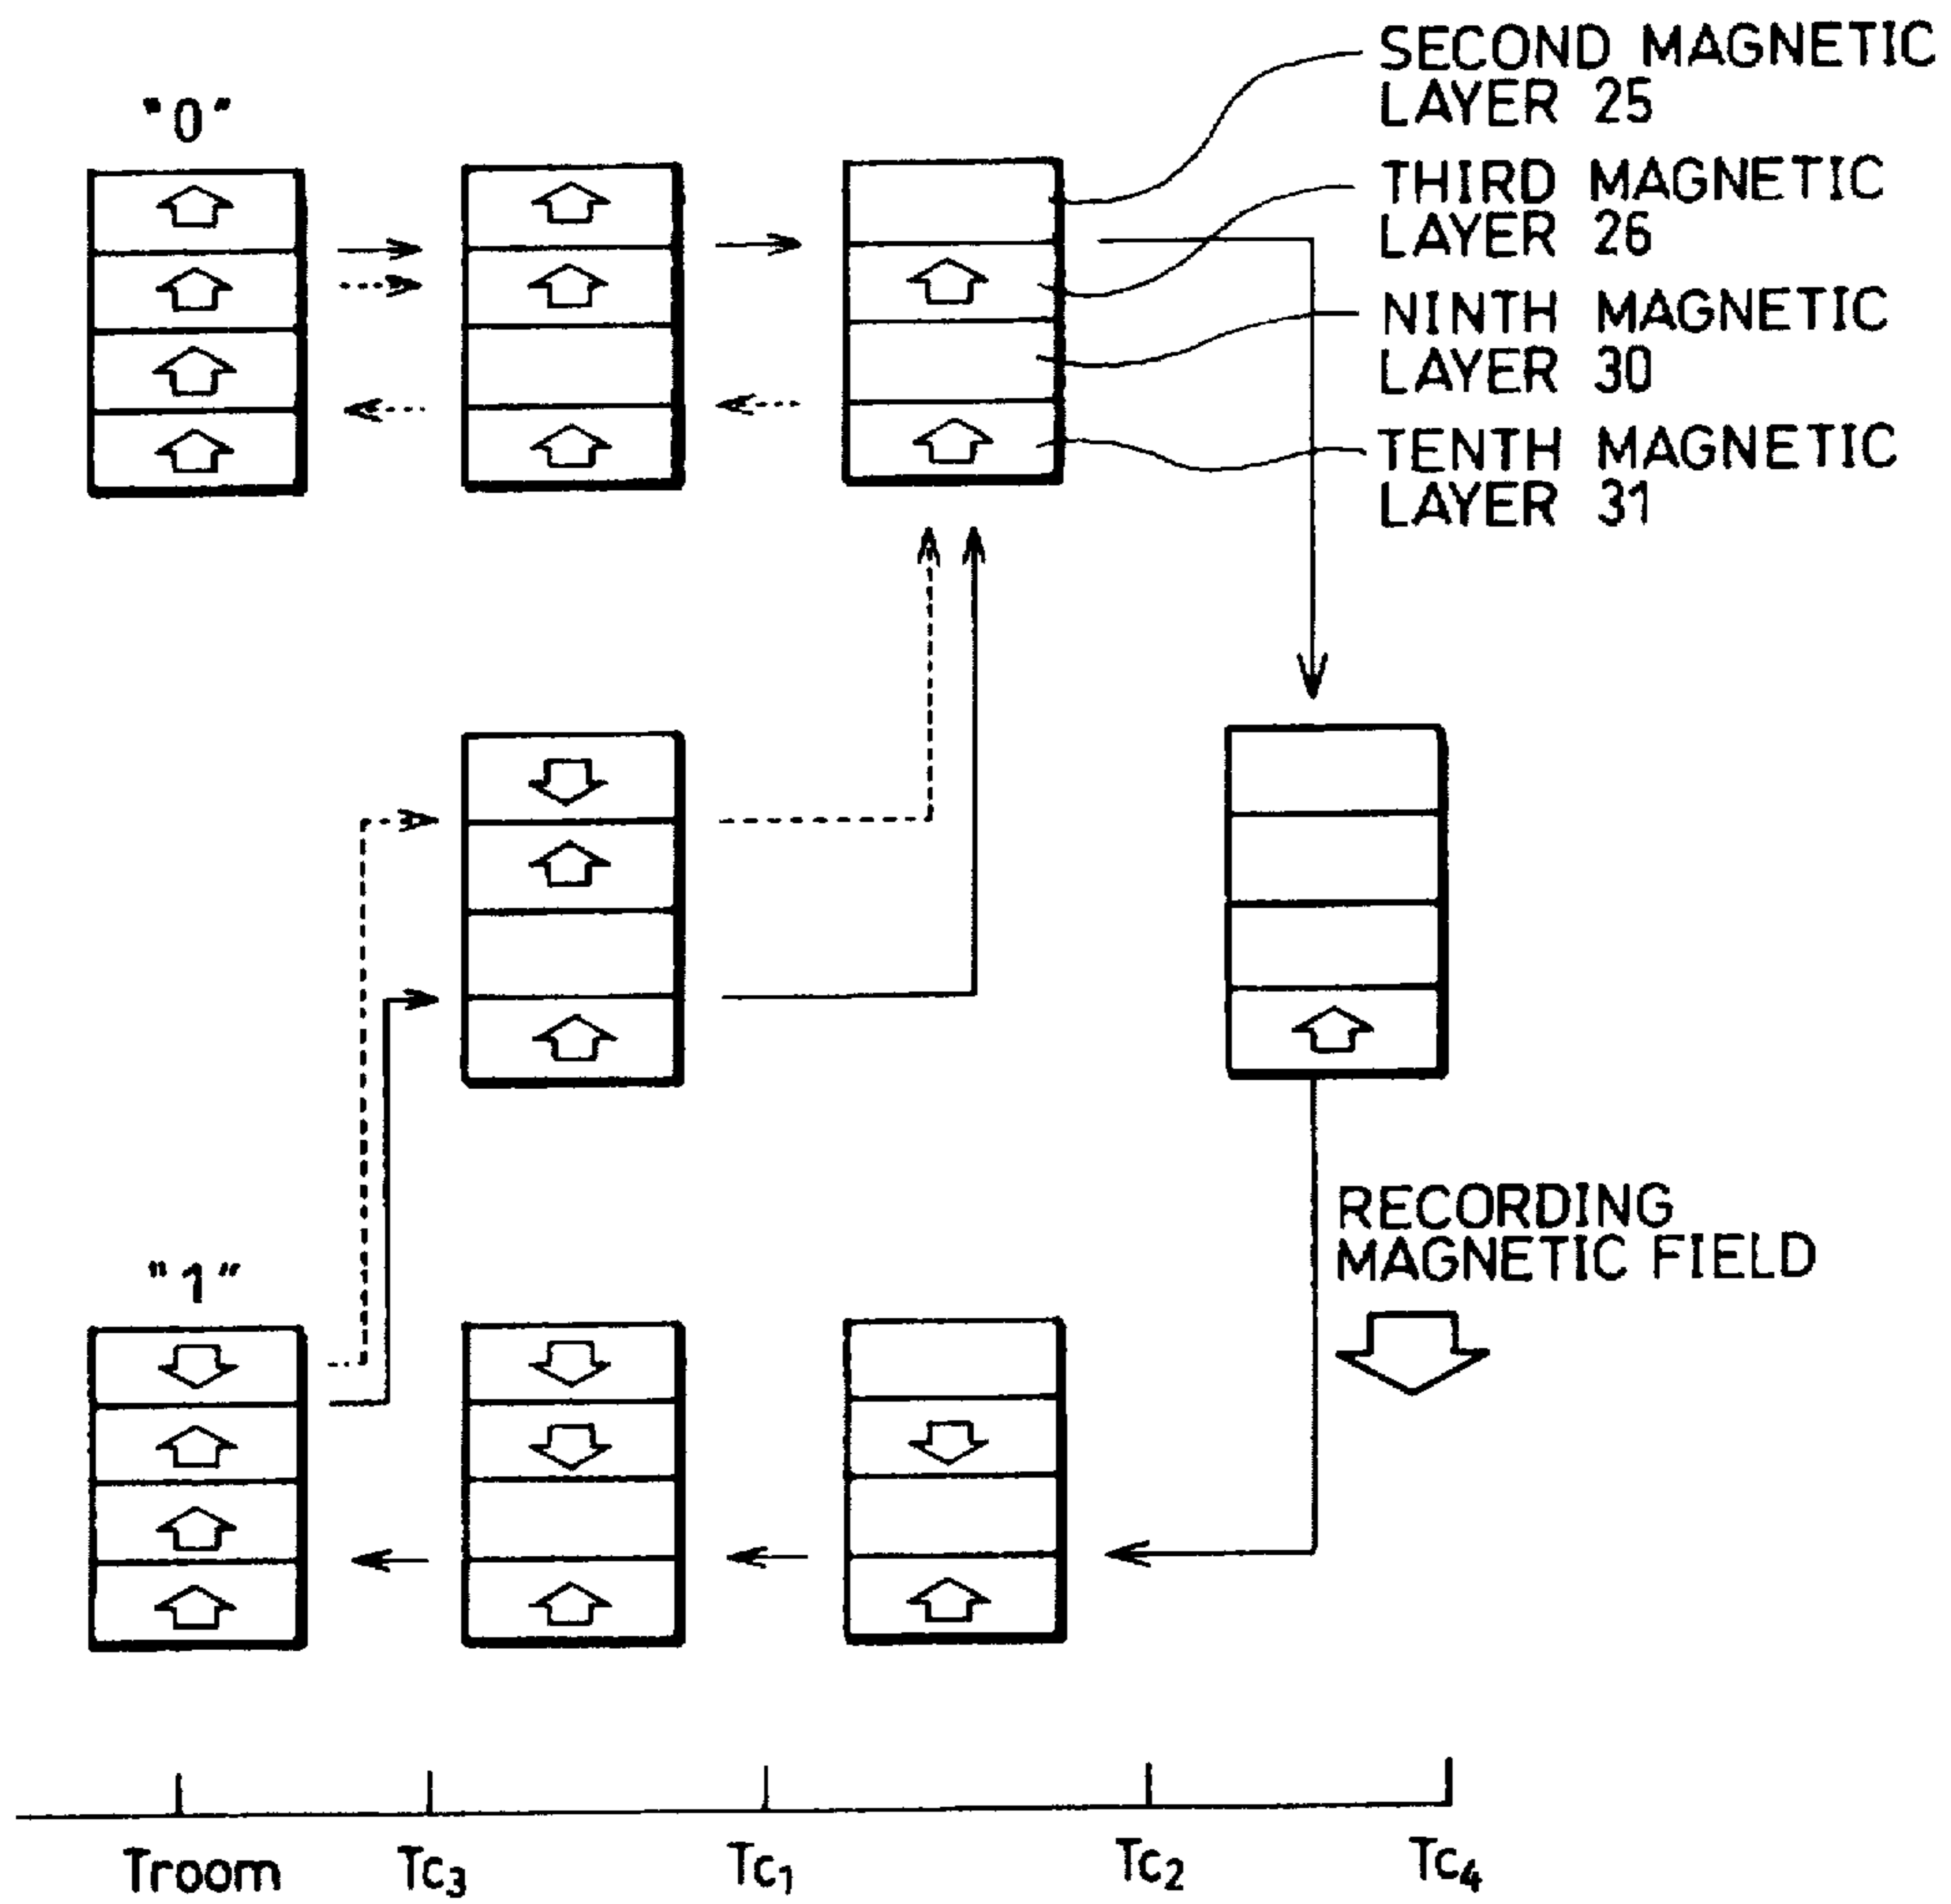 SECOND MAGNETIC
LAYER 25
"0"
THIRD MAGNETIC
LAYER 26
NINTH MAGNETIC
LAYER 30
TENTH MAGNETIC
LAYER 31
RECORDING
MAGNETIC FIELD
"1"
Troom Tc3 Tc1 Tc2 Tc4